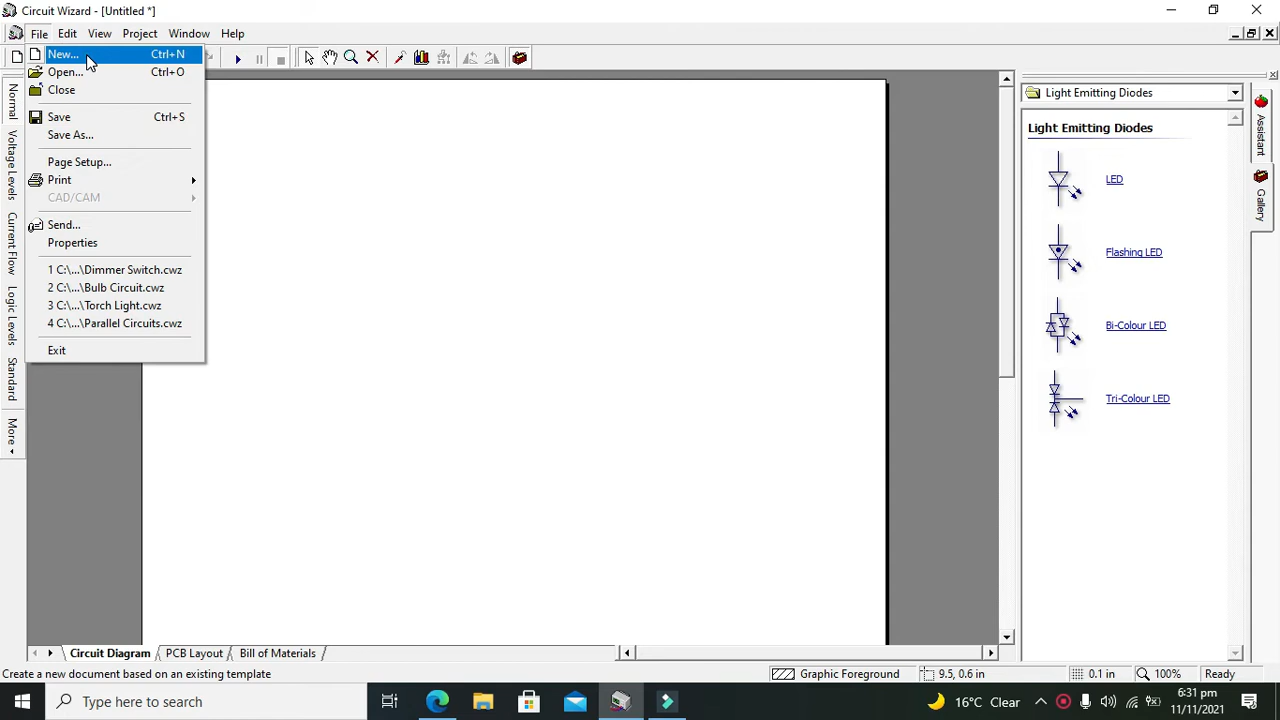 Circuit Wizard - [Untitled *]
File Edit View Project Window Help
New... Ctrl+N
Open... Ctrl+O
Close
Save Ctrl+S
Save As...
Page Setup...
Print
CAD/CAM
Send...
Properties
1 C:\...\Dimmer Switch.cwz
2 C:\...\Bulb Circuit.cwz
3 C:\...\Torch Light.cwz
4 C:\...\Parallel Circuits.cwz
Exit
Normal
Voltage Levels
Current Flow
Logic Levels
Standard
More
Light Emitting Diodes
Light Emitting Diodes
LED
Flashing LED
Bi-Colour LED
Tri-Colour LED
Assistant
Gallery
Circuit Diagram PCB Layout Bill of Materials
Create a new document based on an existing template Graphic Foreground 9.5, 0.6 in 0.1 in 100% Ready
Type here to search 16°C Clear 6:31 pm
11/11/2021